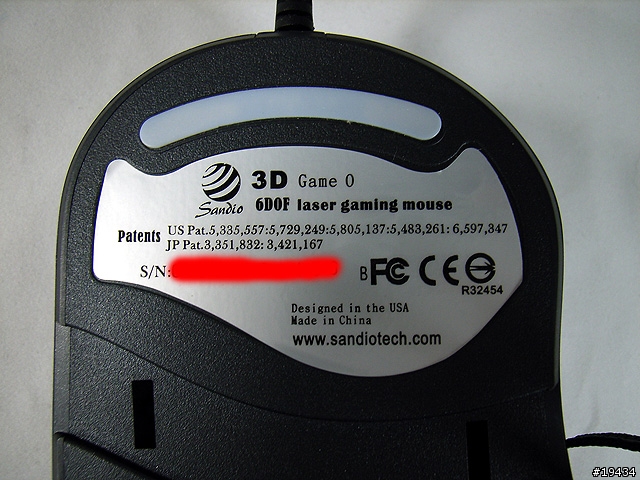 3D Game O
Sandio 6DOF laser gaming mouse
Patents US Pat.5,335,557:5,729,249:5,805,137:5,483,261: 6,597,347
JP Pat.3,351,832: 3,421,167
S/N:
B FC CE
R32454
Designed in the USA
Made in China
www.sandiotech.com
#19434